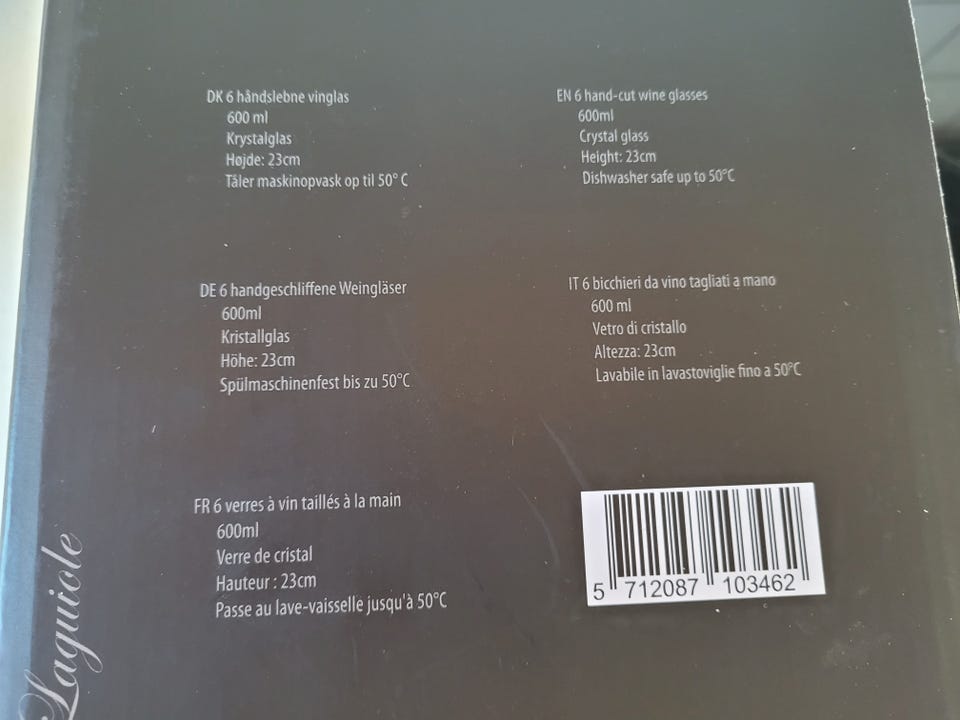 DK 6 håndslebne vinglas
600 ml
Krystalglas
Højde: 23cm
Tåler maskinopvask op til 50° C
EN 6 hand-cut wine glasses
600ml
Crystal glass
Height: 23cm
Dishwasher safe up to 50°C
DE 6 handgeschliffene Weingläser
600ml
Kristallglas
Höhe: 23cm
Spülmaschinenfest bis zu 50°C
IT 6 bicchieri da vino tagliati a mano
600 ml
Vetro di cristallo
Altezza: 23cm
Lavabile in lavastoviglie fino a 50°C
FR 6 verres à vin taillés à la main
600ml
Verre de cristal
Hauteur : 23cm
Passe au lave-vaisselle jusqu'à 50°C
5 712087 103462
Laguiole